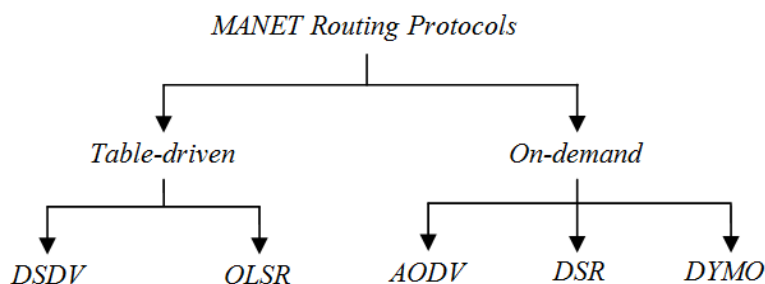 MANET Routing Protocols
Table-driven On-demand
DSDV OLSR AODV DSR DYMO